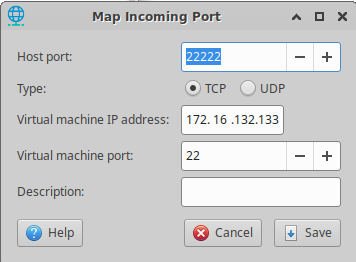 Map Incoming Port
Host port: 22222
Type: TCP UDP
Virtual machine IP address: 172. 16 .132.133
Virtual machine port: 22
Description:
Help Cancel Save